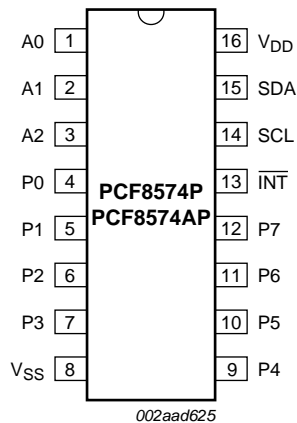 A0 1 16 VDD
A1 2 15 SDA
A2 3 14 SCL
P0 4 13 INT
PCF8574P
PCF8574AP
P1 5 12 P7
P2 6 11 P6
P3 7 10 P5
VSS 8 9 P4
002aad625